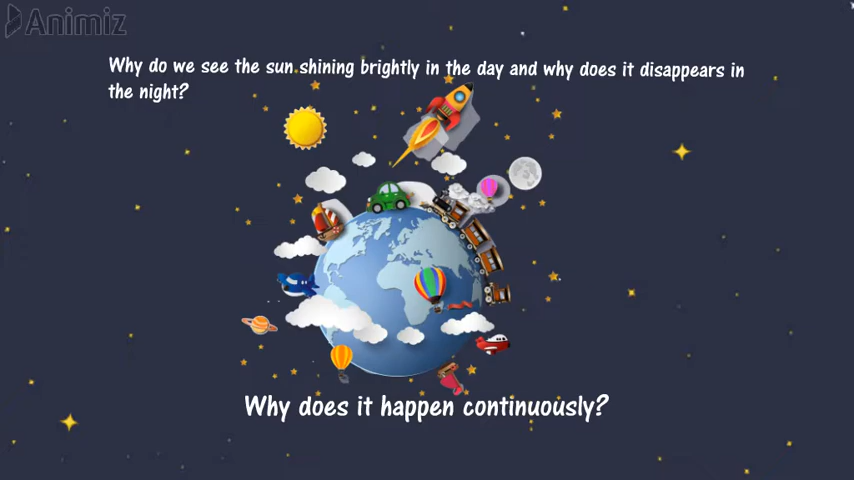 Animiz
Why do we see the sun shining brightly in the day and why does it disappears in
the night?
Why does it happen continuously?